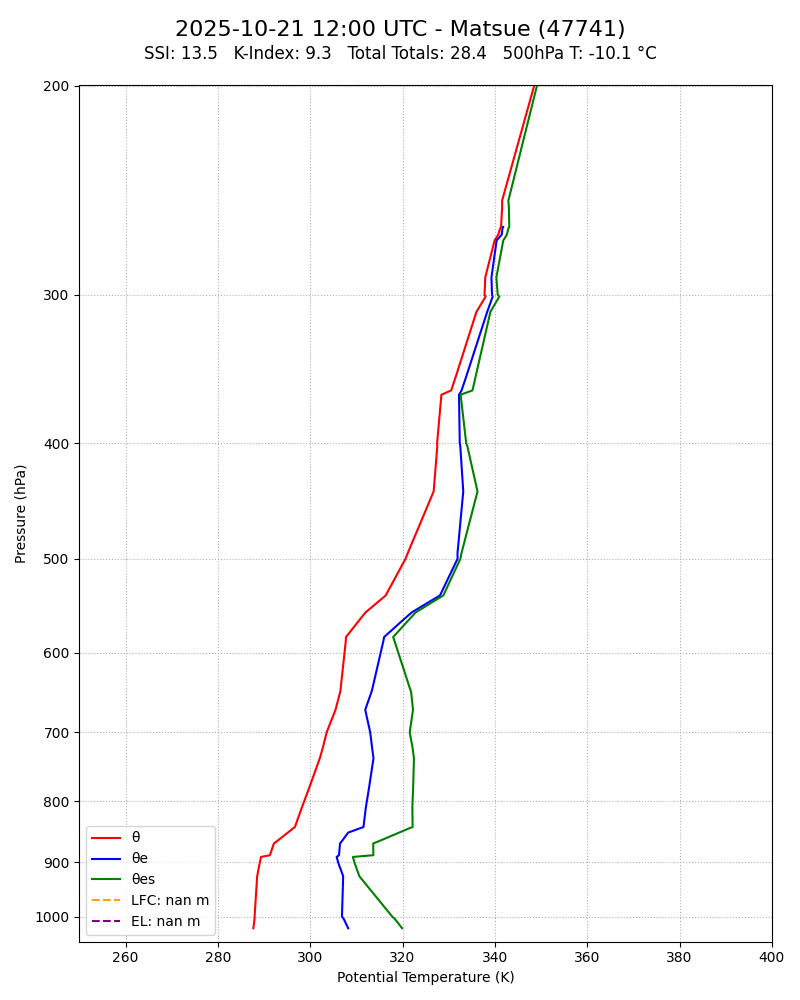 2025-10-21 12:00 UTC - Matsue (47741)
SSI: 13.5   K-Index: 9.3   Total Totals: 28.4   500hPa T: -10.1 °C
200
300
400
500
600
700
800
900
1000
Pressure (hPa)
θ
θe
θes
LFC: nan m
EL: nan m
260
280
300
320
340
360
380
400
Potential Temperature (K)